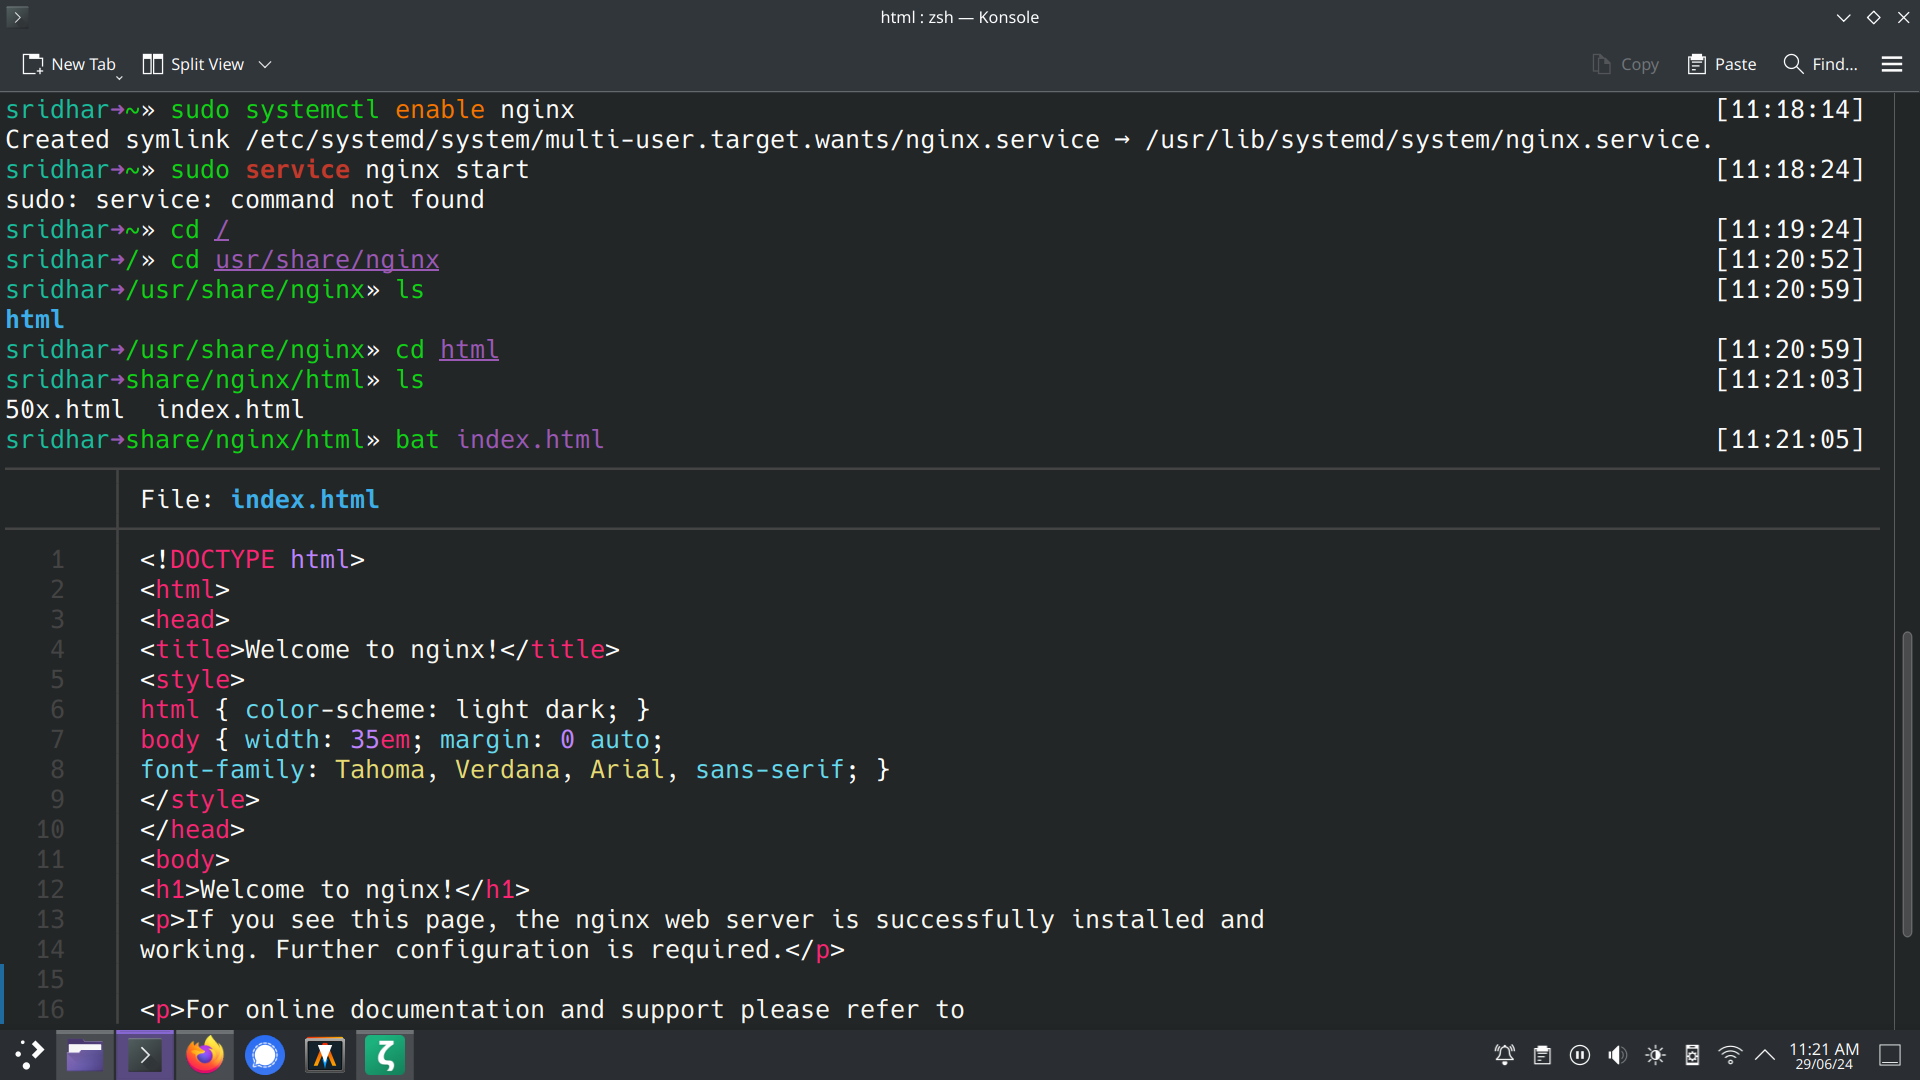 html : zsh — Konsole
New Tab Split View Copy Paste Find...
sridhar➜~» sudo systemctl enable nginx [11:18:14]
Created symlink /etc/systemd/system/multi-user.target.wants/nginx.service → /usr/lib/systemd/system/nginx.service.
sridhar➜~» sudo service nginx start [11:18:24]
sudo: service: command not found
sridhar➜~» cd / [11:19:24]
sridhar➜/» cd usr/share/nginx [11:20:52]
sridhar➜/usr/share/nginx» ls [11:20:59]
html
sridhar➜/usr/share/nginx» cd html [11:20:59]
sridhar➜share/nginx/html» ls [11:21:03]
50x.html  index.html
sridhar➜share/nginx/html» bat index.html [11:21:05]
File: index.html
1 <!DOCTYPE html>
2 <html>
3 <head>
4 <title>Welcome to nginx!</title>
5 <style>
6 html { color-scheme: light dark; }
7 body { width: 35em; margin: 0 auto;
8 font-family: Tahoma, Verdana, Arial, sans-serif; }
9 </style>
10 </head>
11 <body>
12 <h1>Welcome to nginx!</h1>
13 <p>If you see this page, the nginx web server is successfully installed and
14 working. Further configuration is required.</p>
15
16 <p>For online documentation and support please refer to
11:21 AM
29/06/24